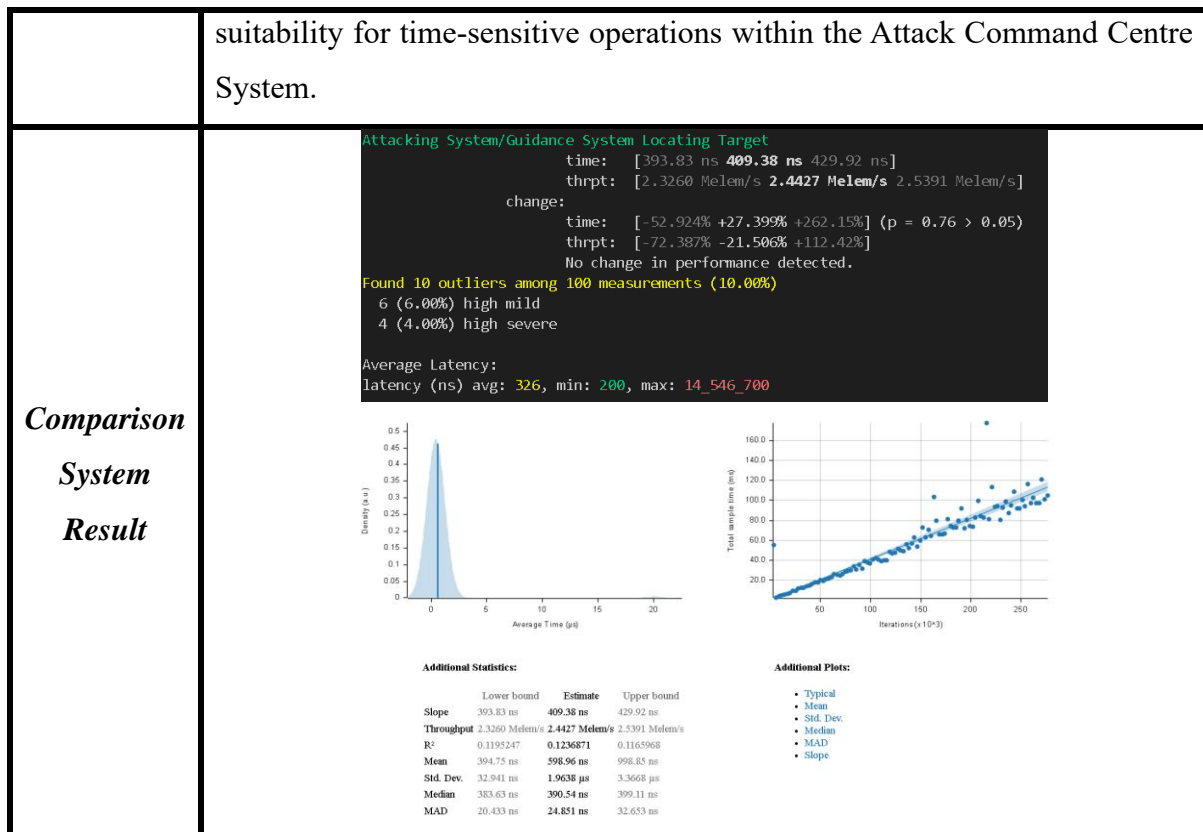 suitability for time-sensitive operations within the Attack Command Centre
System.
Comparison
System
Result
Attacking System/Guidance System Locating Target
time: [393.83 ns 409.38 ns 429.92 ns]
thrpt: [2.3260 Melem/s 2.4427 Melem/s 2.5391 Melem/s]
change:
time: [-52.924% +27.399% +262.15%] (p = 0.76 > 0.05)
thrpt: [-72.387% -21.506% +112.42%]
No change in performance detected.
Found 10 outliers among 100 measurements (10.00%)
6 (6.00%) high mild
4 (4.00%) high severe
Average Latency:
latency (ns) avg: 326, min: 200, max: 14_546_700
Density (a.u.)
0.5
0.45
0.4
0.35
0.3
0.25
0.2
0.15
0.1
0.05
0
0 5 10 15 20
Average Time (µs)
Total sample time (ms)
160.0
140.0
120.0
100.0
80.0
60.0
40.0
20.0
50 100 150 200 250
Iterations (x 10^3)
Additional Statistics:
Lower bound Estimate Upper bound
Slope 393.83 ns 409.38 ns 429.92 ns
Throughput 2.3260 Melem/s 2.4427 Melem/s 2.5391 Melem/s
R² 0.1195247 0.1236871 0.1165968
Mean 394.75 ns 598.96 ns 998.85 ns
Std. Dev. 32.941 ns 1.9638 µs 3.3668 µs
Median 383.63 ns 390.54 ns 399.11 ns
MAD 20.433 ns 24.851 ns 32.653 ns
Additional Plots:
• Typical
• Mean
• Std. Dev.
• Median
• MAD
• Slope